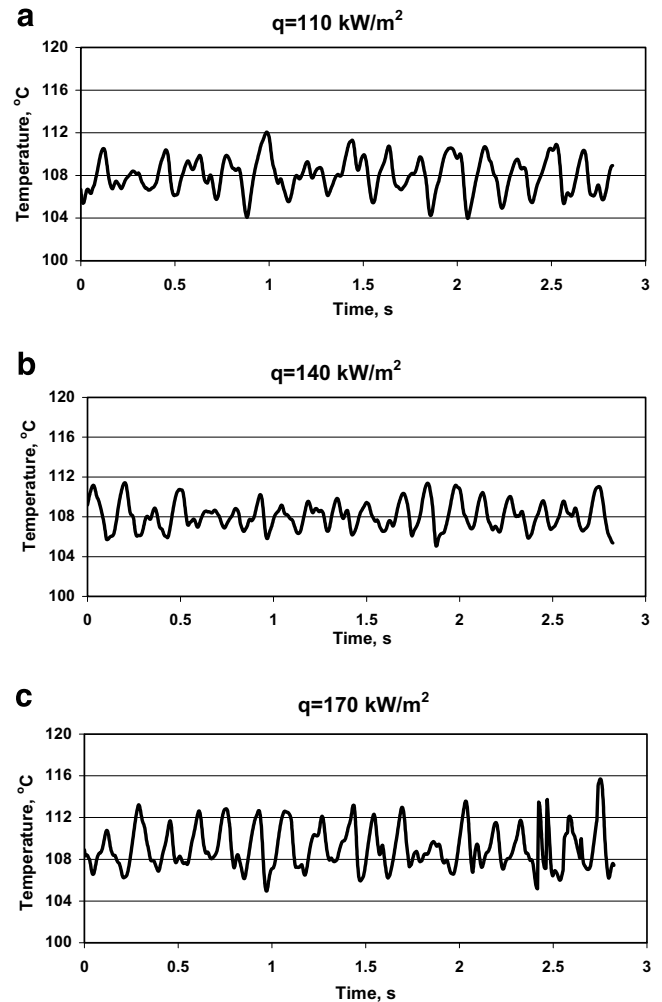 a
q=110 kW/m²
120
116
112
108
104
100
Temperature, °C
0 0.5 1 1.5 2 2.5 3
Time, s
b
q=140 kW/m²
120
116
112
108
104
100
Temperature, °C
0 0.5 1 1.5 2 2.5 3
Time, s
c
q=170 kW/m²
120
116
112
108
104
100
Temperature, °C
0 0.5 1 1.5 2 2.5 3
Time, s